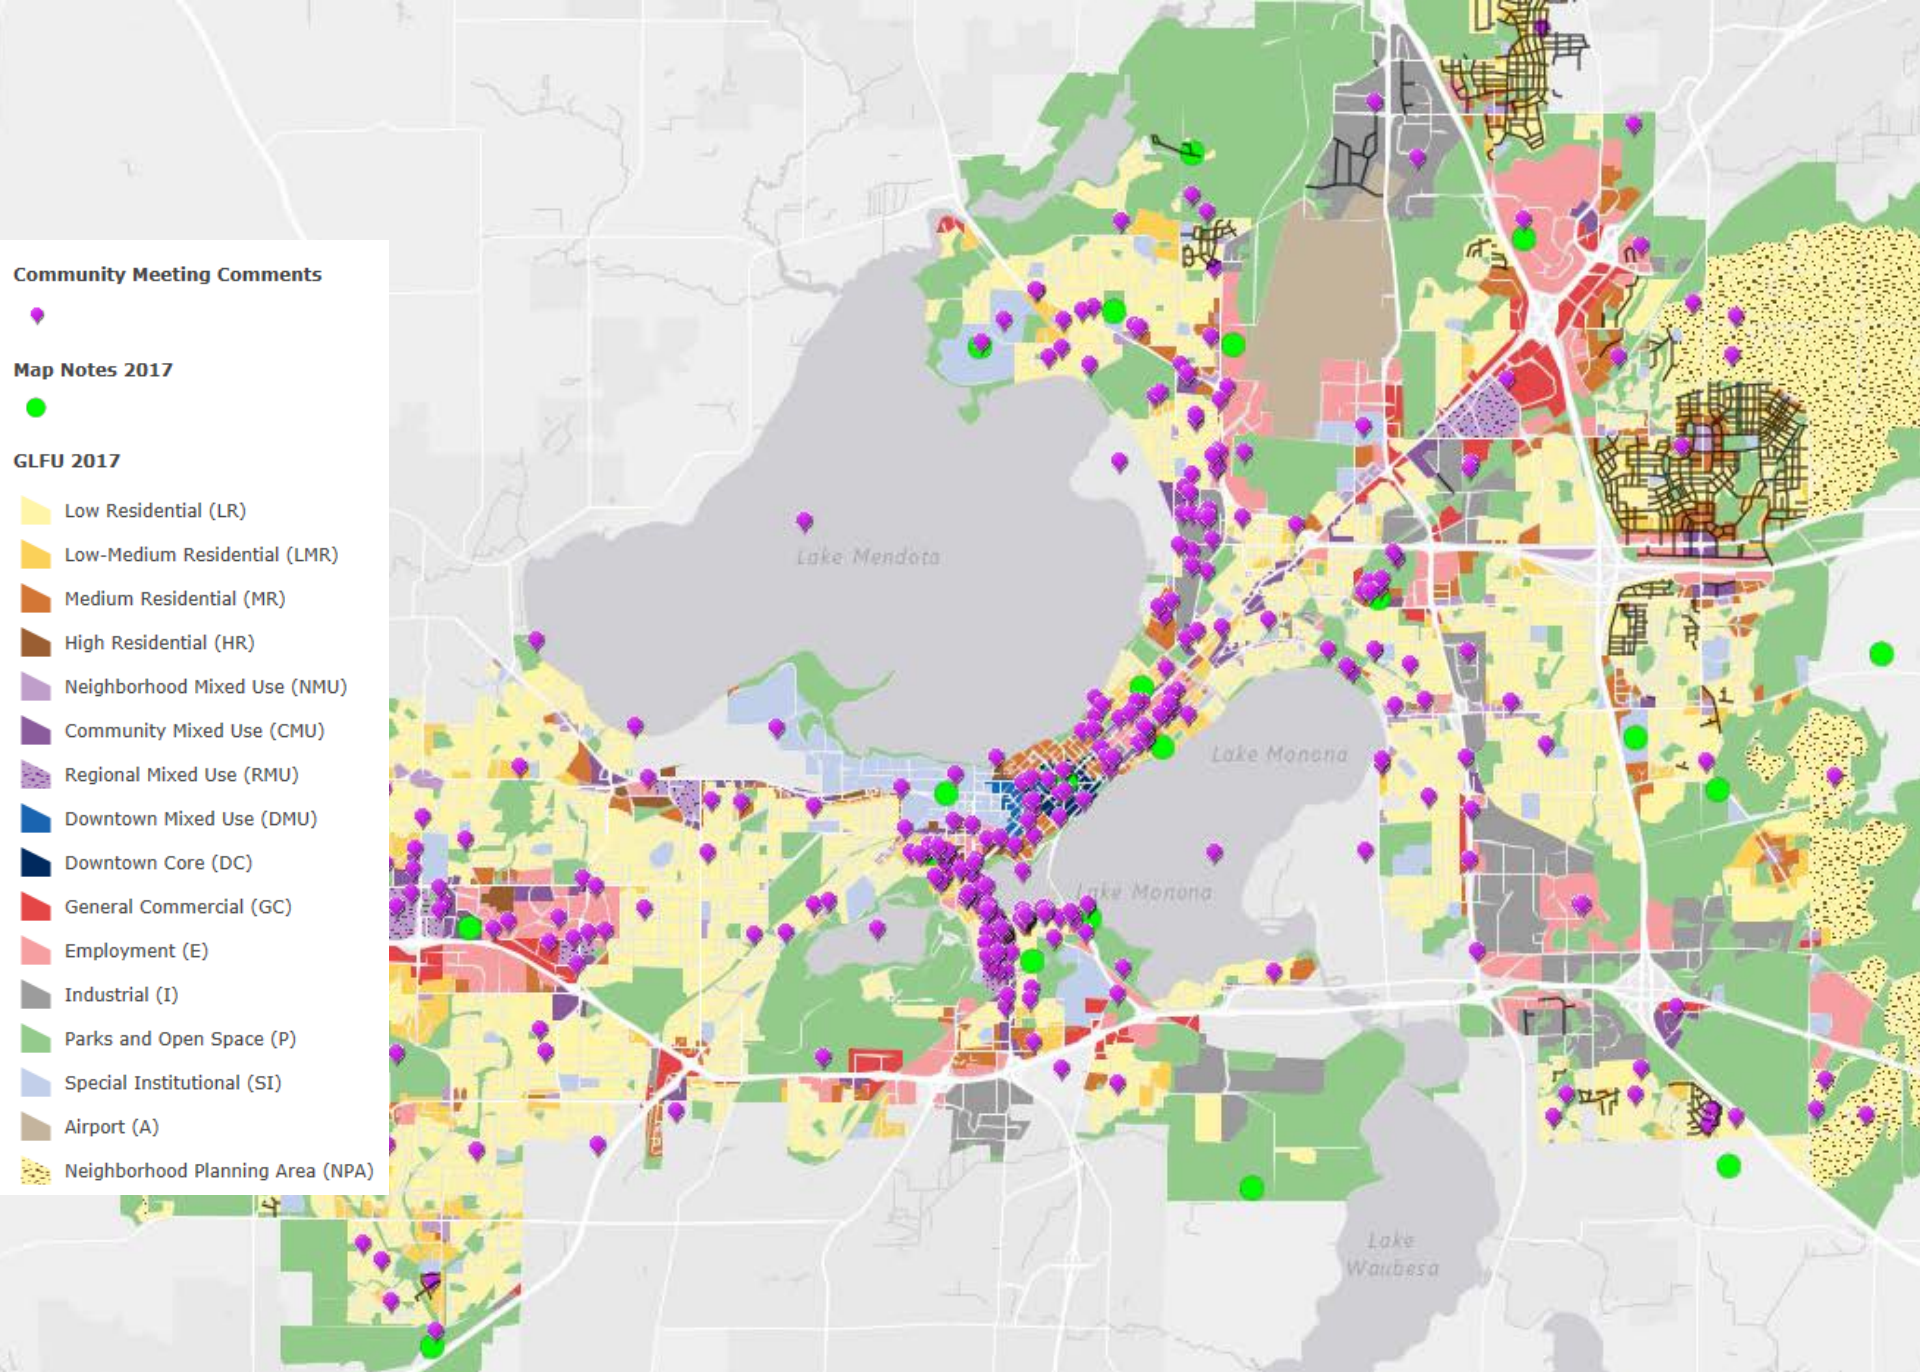 Community Meeting Comments
Map Notes 2017
GLFU 2017
Low Residential (LR)
Low-Medium Residential (LMR)
Medium Residential (MR)
High Residential (HR)
Neighborhood Mixed Use (NMU)
Community Mixed Use (CMU)
Regional Mixed Use (RMU)
Downtown Mixed Use (DMU)
Downtown Core (DC)
General Commercial (GC)
Employment (E)
Industrial (I)
Parks and Open Space (P)
Special Institutional (SI)
Airport (A)
Neighborhood Planning Area (NPA)
Lake Mendota
Lake Monona
Lake Monona
Lake
Waubesa